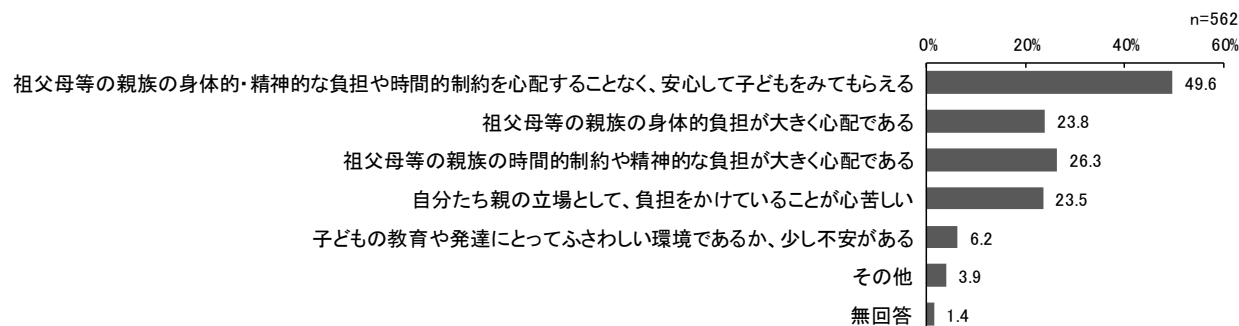 n=562
0% 20% 40% 60%
祖父母等の親族の身体的・精神的な負担や時間的制約を心配することなく、安心して子どもをみてもらえる 49.6
祖父母等の親族の身体的負担が大きく心配である 23.8
祖父母等の親族の時間的制約や精神的な負担が大きく心配である 26.3
自分たち親の立場として、負担をかけていることが心苦しい 23.5
子どもの教育や発達にとってふさわしい環境であるか、少し不安がある 6.2
その他 3.9
無回答 1.4